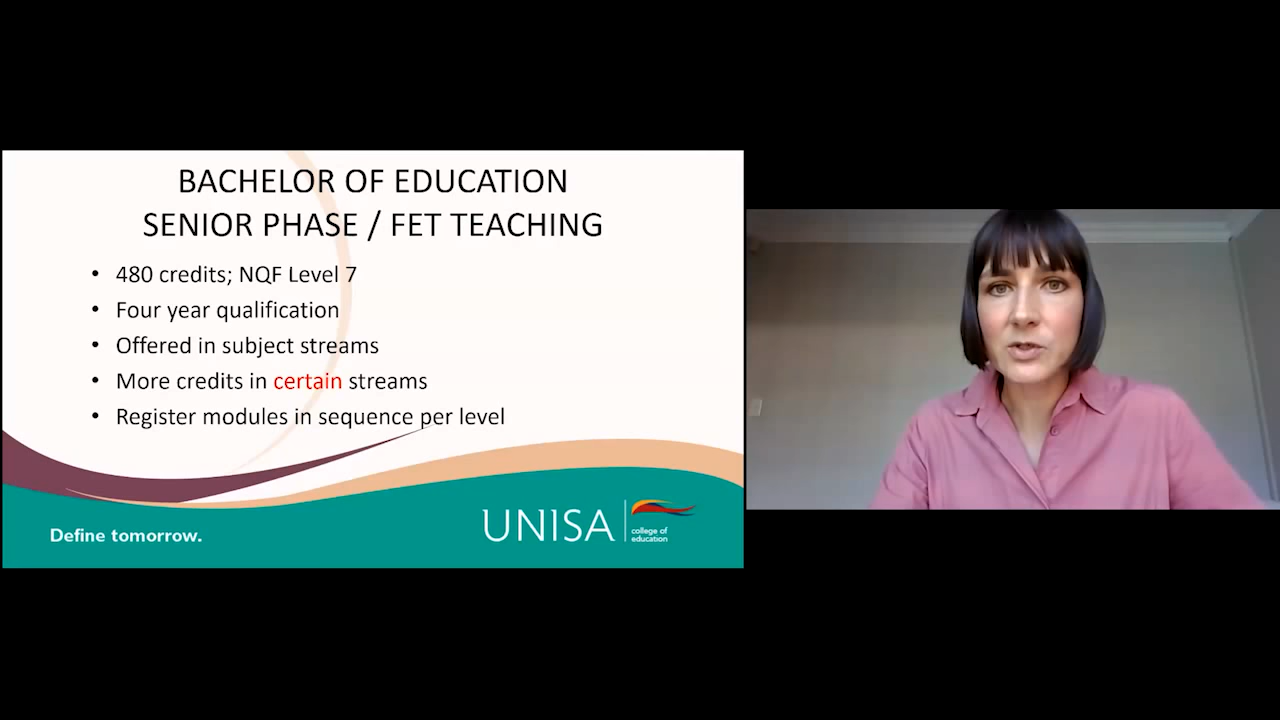 BACHELOR OF EDUCATION
SENIOR PHASE / FET TEACHING
• 480 credits; NQF Level 7
• Four year qualification
• Offered in subject streams
• More credits in certain streams
• Register modules in sequence per level
Define tomorrow.
UNISA
college of
education